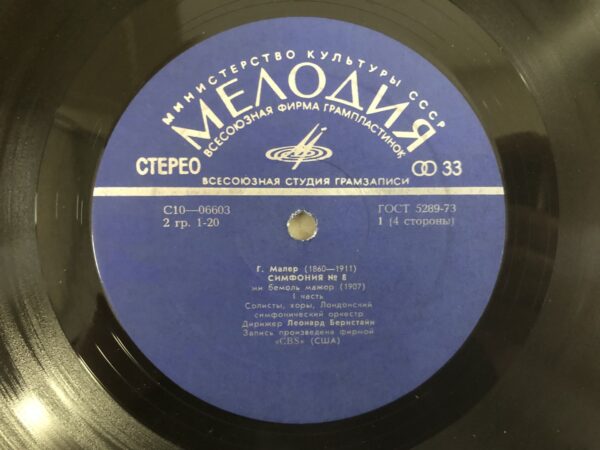 МИНИСТЕРСТВО КУЛЬТУРЫ СССР
МЕЛОДИЯ
ВСЕСОЮЗНАЯ ФИРМА ГРАМПЛАСТИНОК
СТЕРЕО
33
ВСЕСОЮЗНАЯ СТУДИЯ ГРАМЗАПИСИ
С10—06603
ГОСТ 5289-73
2 гр. 1-20
1 (4 стороны)
Г. Малер (1860—1911)
СИМФОНИЯ № 8
ми бемоль мажор (1907)
I часть
Солисты, хоры, Лондонский
симфонический оркестр
Дирижер Леонард Бернстайн
Запись произведена фирмой
«CBS» (США)